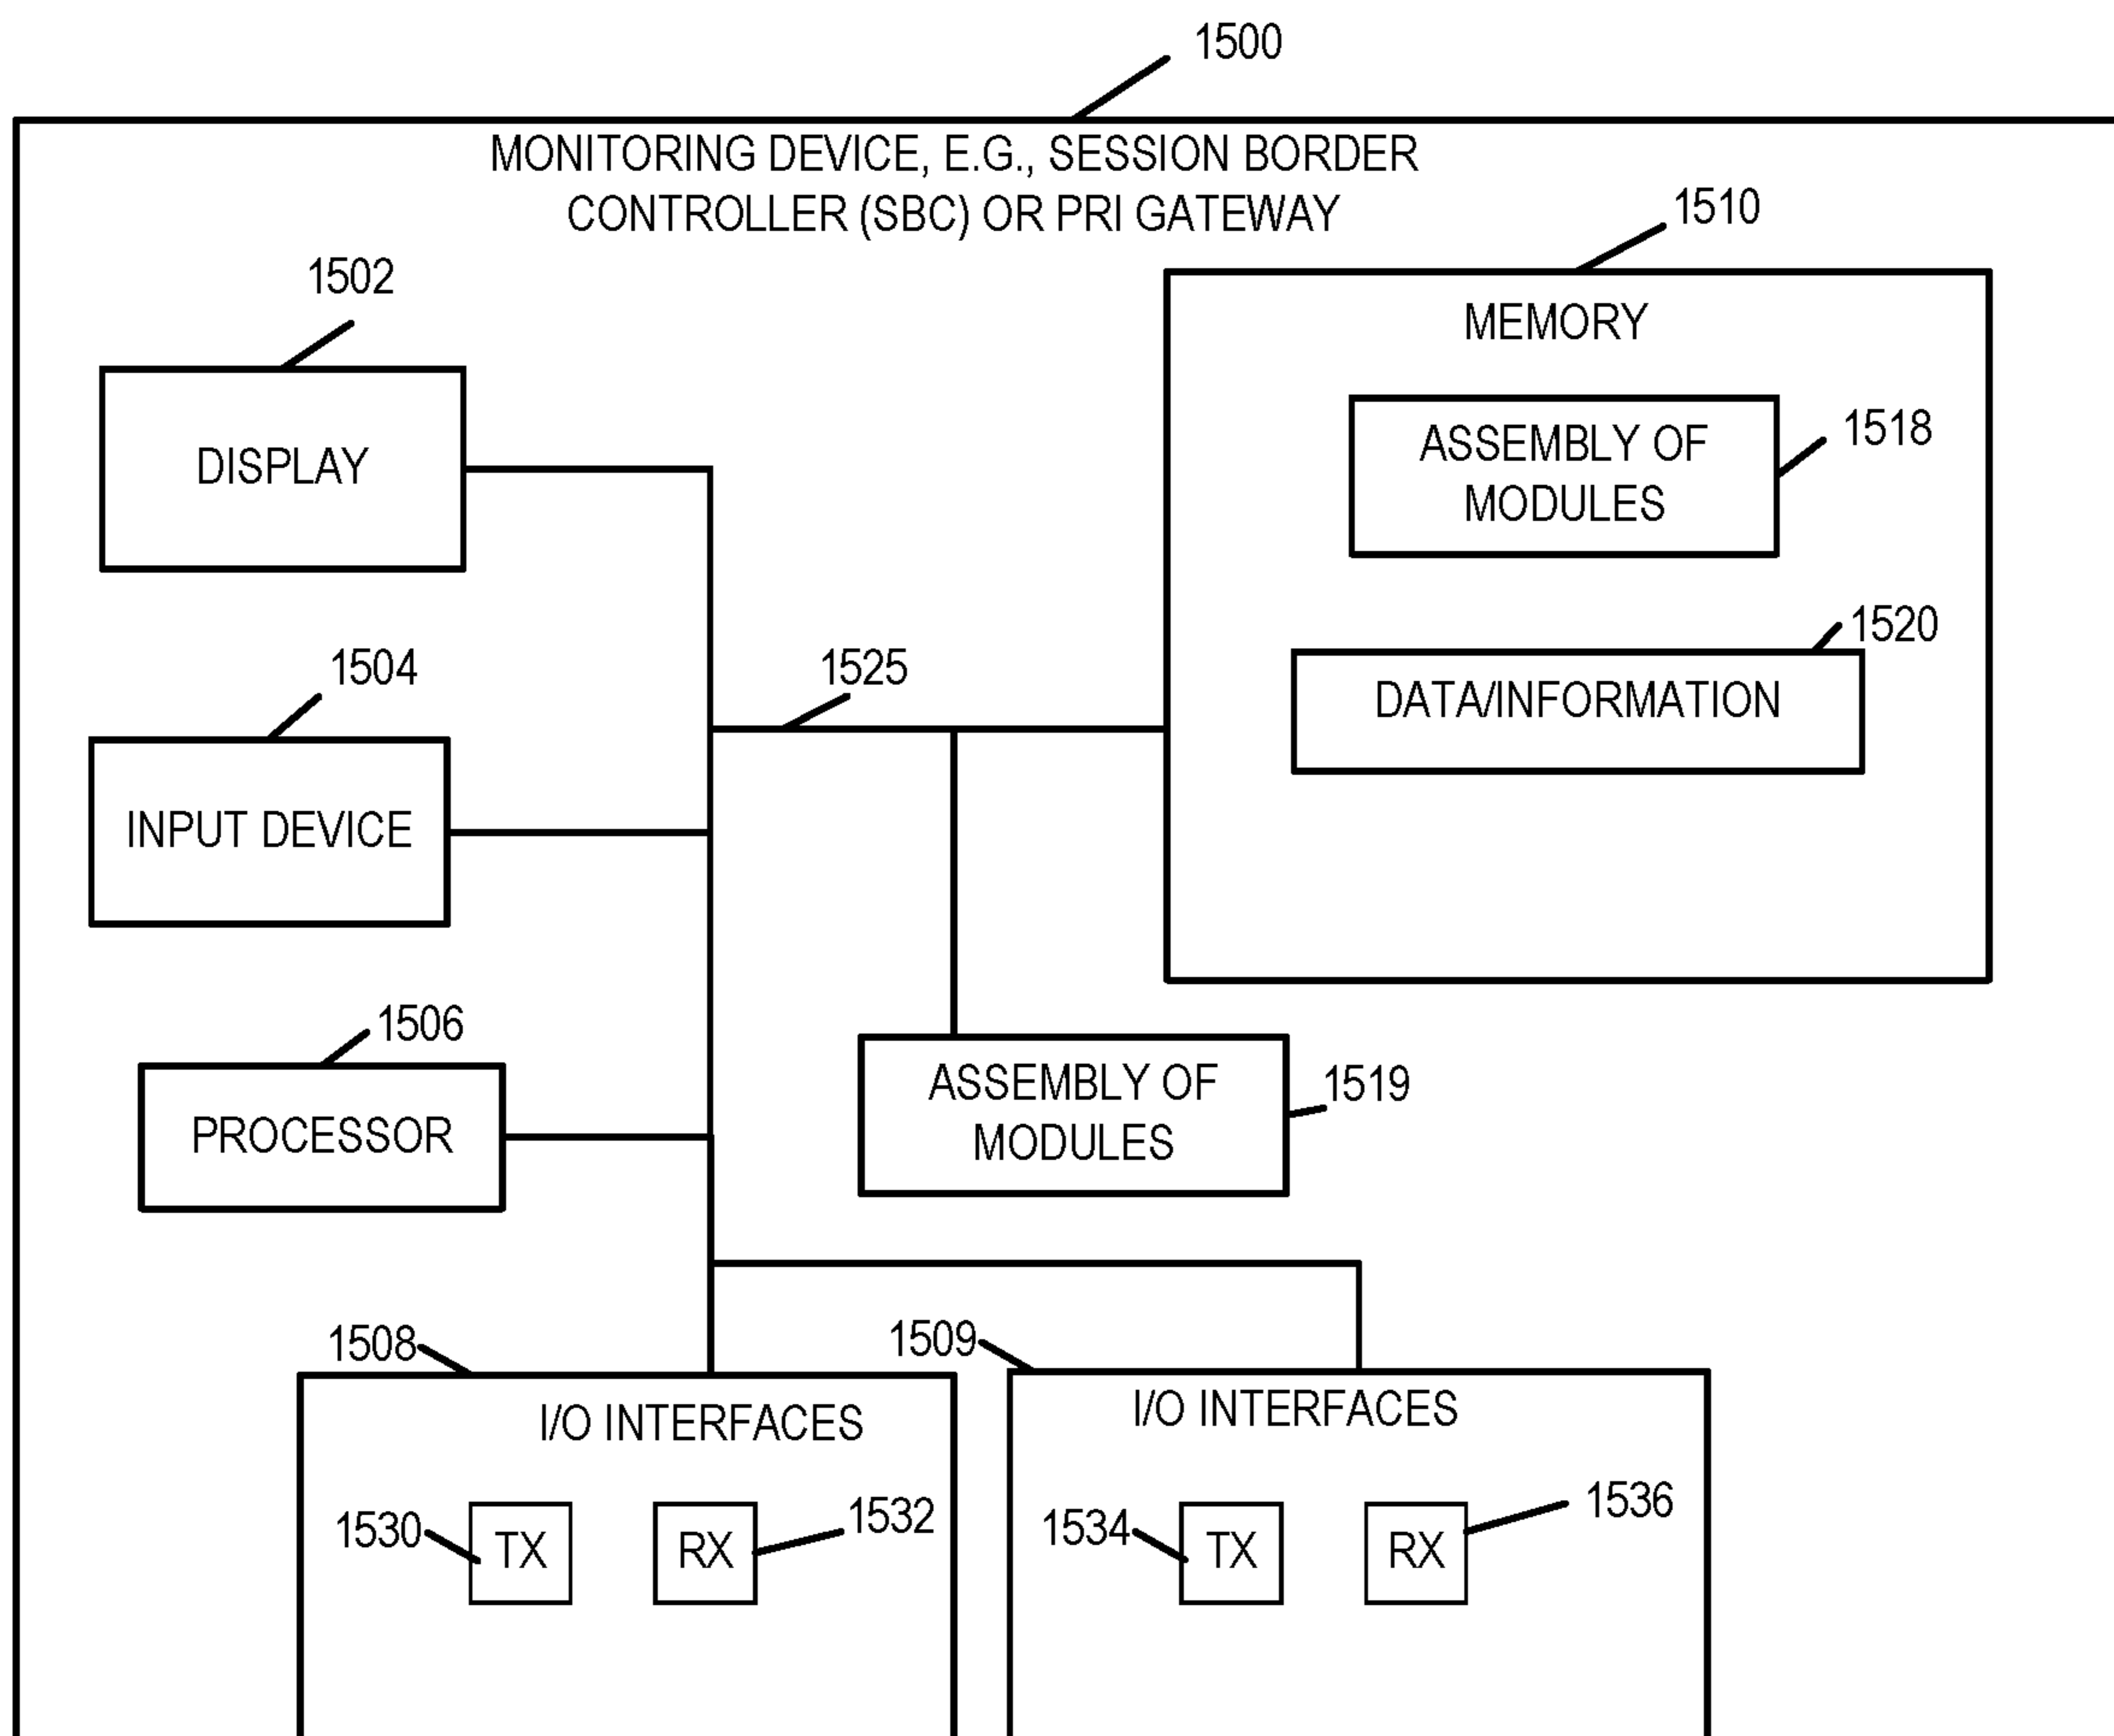 1500
MONITORING DEVICE, E.G., SESSION BORDER
CONTROLLER (SBC) OR PRI GATEWAY
1510
1502
MEMORY
DISPLAY
ASSEMBLY OF
MODULES
1518
1520
DATA/INFORMATION
1504
1525
INPUT DEVICE
1506
PROCESSOR
ASSEMBLY OF
MODULES
1519
1508
1509
I/O INTERFACES
I/O INTERFACES
1530
TX
RX
1532
1534
TX
RX
1536